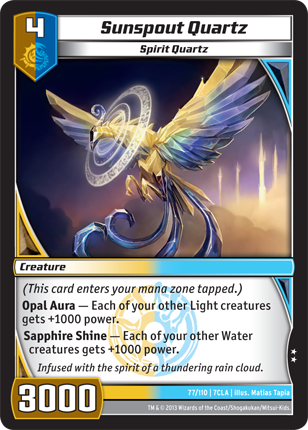 4
Sunspout Quartz
Spirit Quartz
Creature
(This card enters your mana zone tapped.)
Opal Aura — Each of your other Light creatures
gets +1000 power.
Sapphire Shine — Each of your other Water
creatures gets +1000 power.
Infused with the spirit of a thundering rain cloud.
77/110 | 7CLA | Illus. Matias Tapia
3000
TM & © 2013 Wizards of the Coast/Shogakukan/Mitsui-Kids.